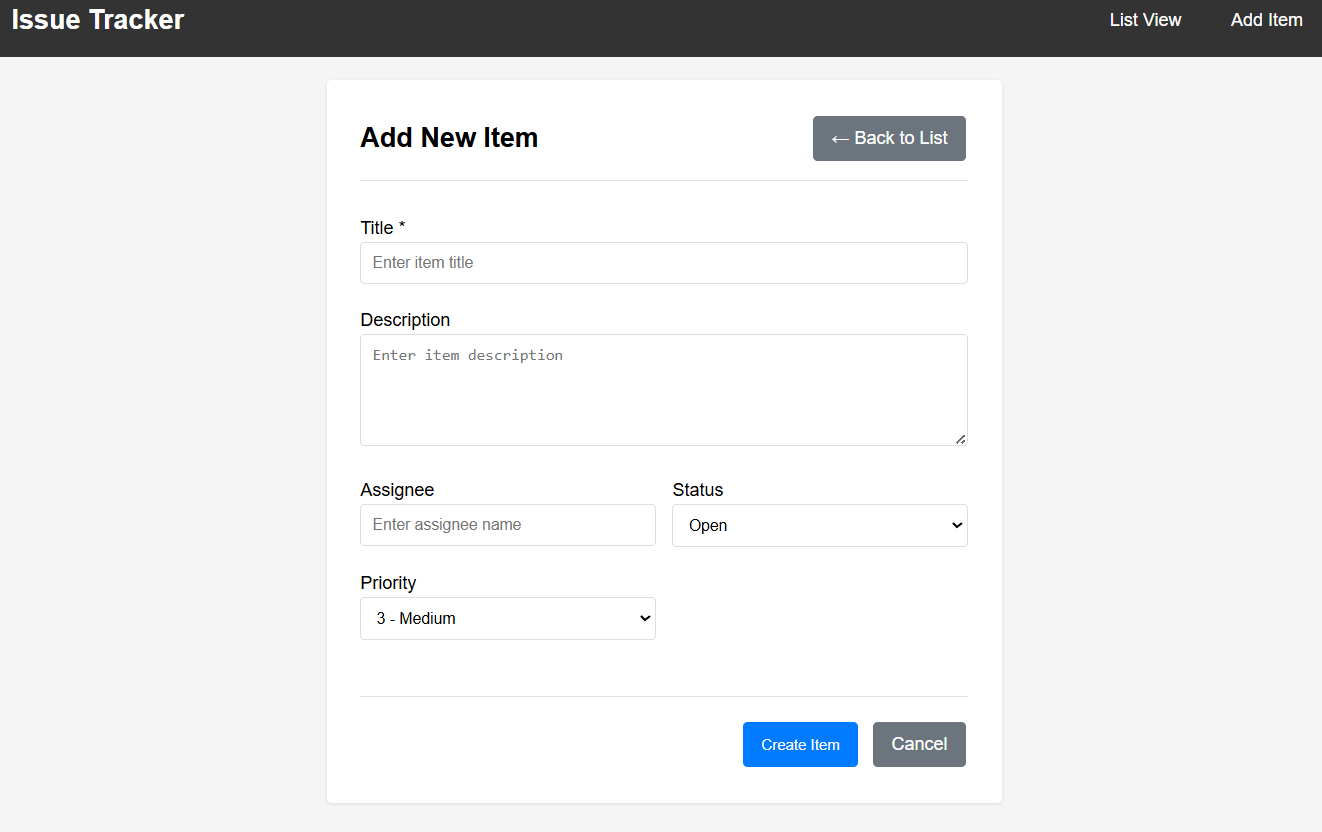 Issue Tracker
List View
Add Item
Add New Item
← Back to List
Title *
Enter item title
Description
Enter item description
Assignee
Status
Enter assignee name
Open
Priority
3 - Medium
Create Item
Cancel